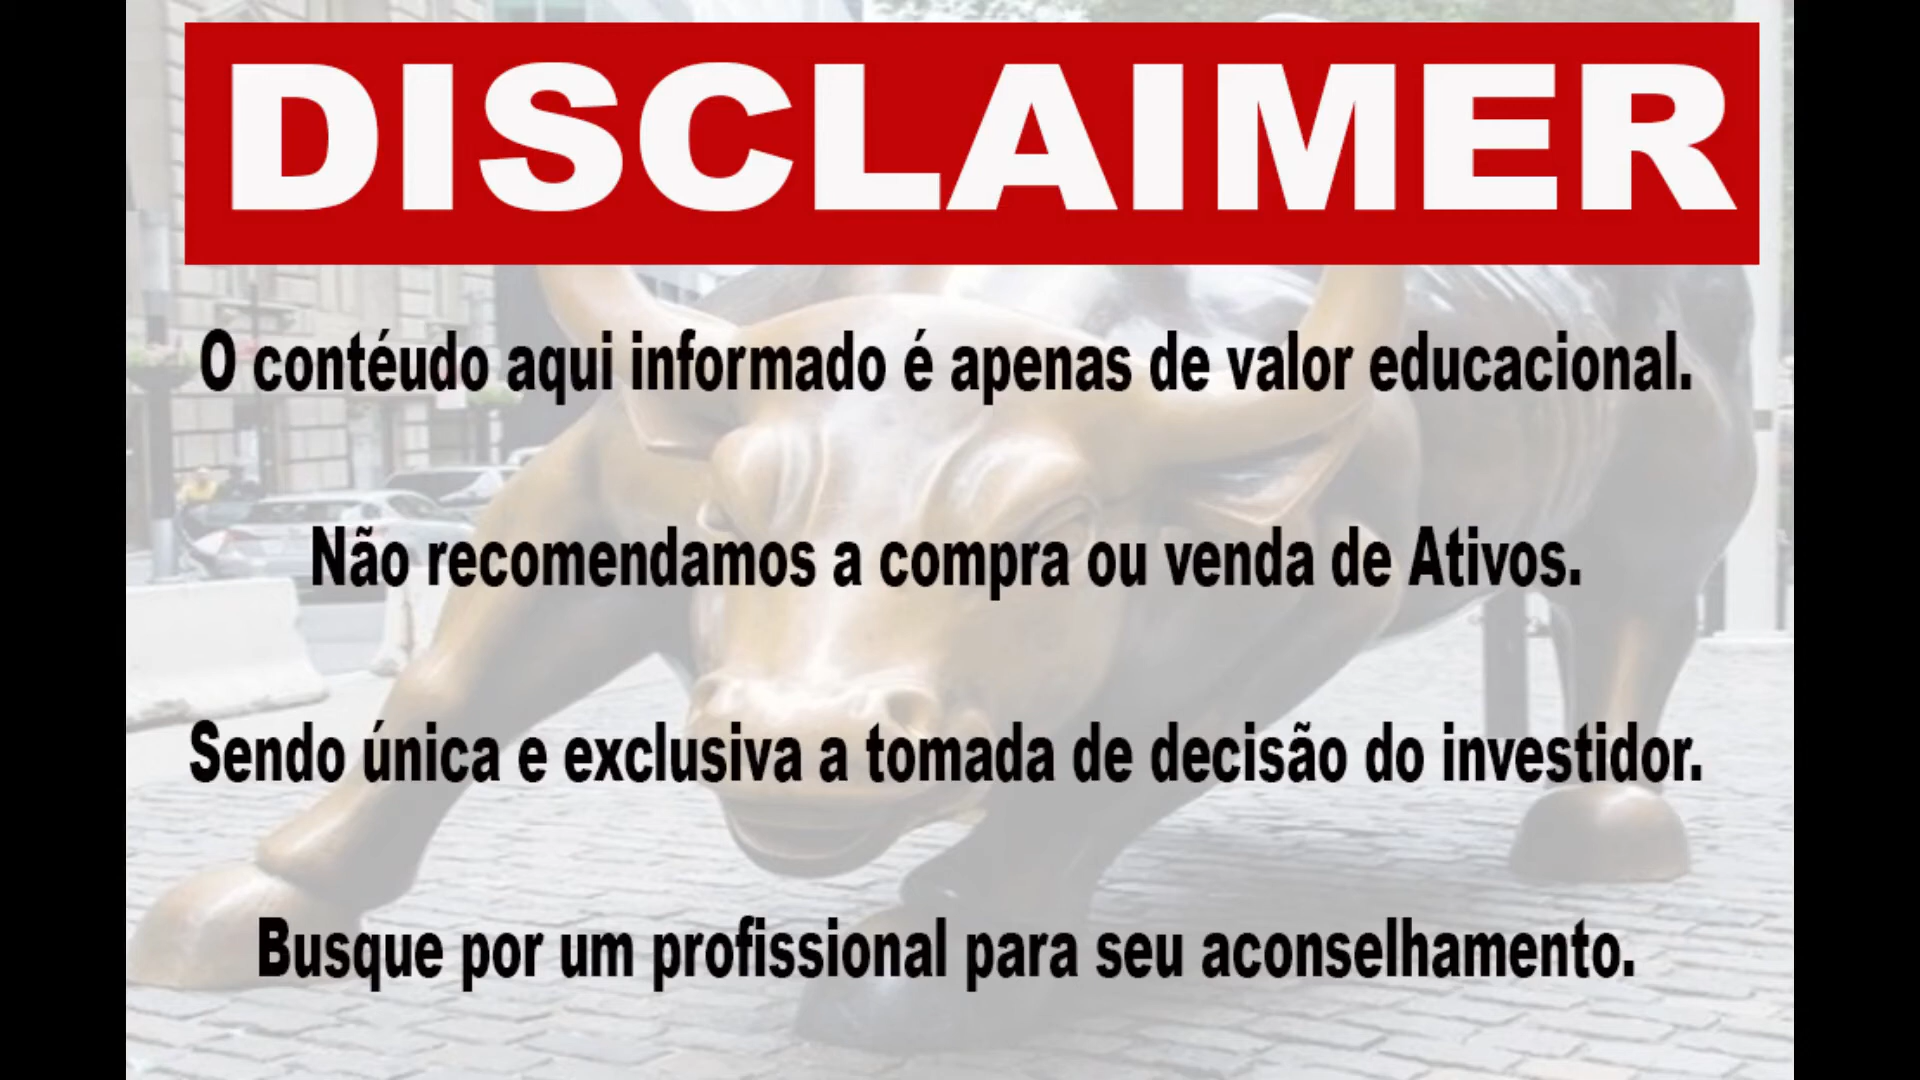 DISCLAIMER
O contéudo aqui informado é apenas de valor educacional.
Não recomendamos a compra ou venda de Ativos.
Sendo única e exclusiva a tomada de decisão do investidor.
Busque por um profissional para seu aconselhamento.